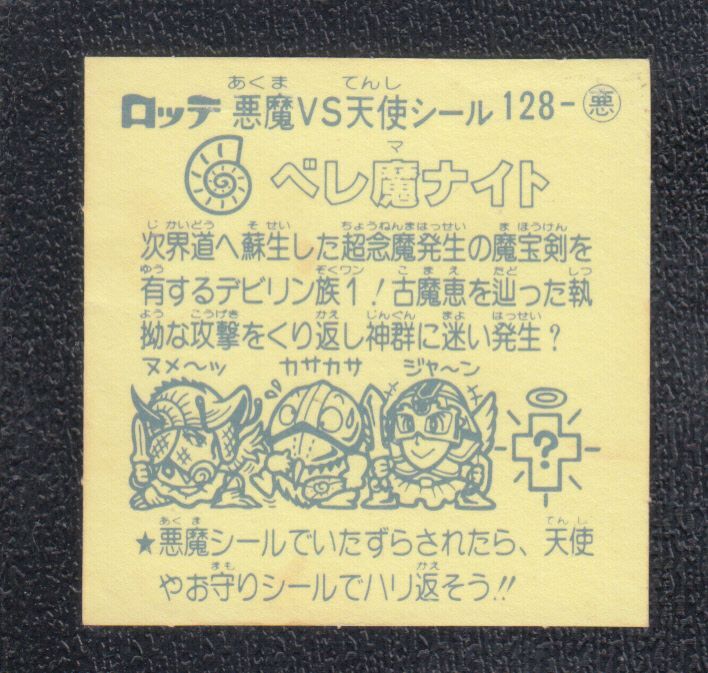 あくま てんし
ロッテ 悪魔VS天使シール 128-悪
マ
ベレ魔ナイト
じかいどう そせい ちょうねんまはっせい まほうけん
次界道へ蘇生した超念魔発生の魔宝剣を
ゆう ぞくワン こまえ たど しつ
有するデビリン族1!古魔恵を辿った執
よう こうげき かえ じんぐん まよ はっせい
拗な攻撃をくり返し神群に迷い発生?
ヌメ〜ッ カサカサ ジャ〜ン
?
あくま てんし
★悪魔シールでいたずらされたら、天使
まも かえ
やお守りシールでハリ返そう!!